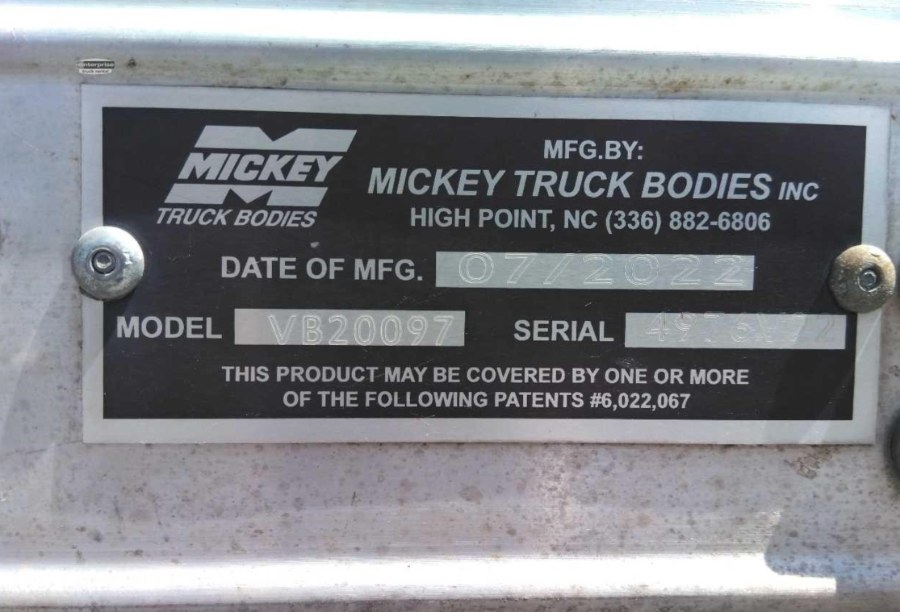 enterprise
MICKEY
TRUCK BODIES
MFG.BY:
MICKEY TRUCK BODIES INC
HIGH POINT, NC (336) 882-6806
DATE OF MFG. 07/2022
MODEL VB20097 SERIAL
THIS PRODUCT MAY BE COVERED BY ONE OR MORE
OF THE FOLLOWING PATENTS #6,022,067